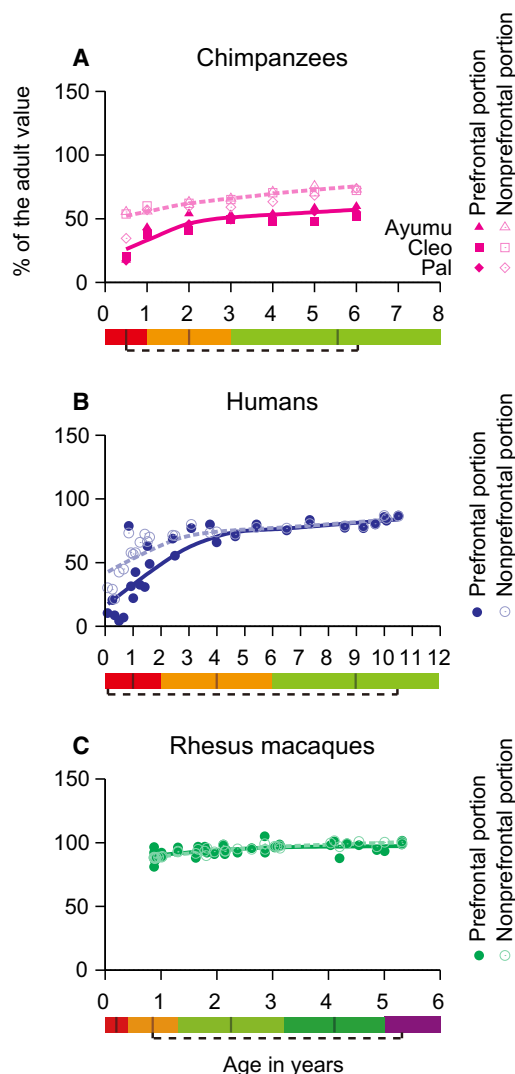 A Chimpanzees
% of the adult value
150
100
50
0
0 1 2 3 4 5 6 7 8
Ayumu
Cleo
Pal
Prefrontal portion
Nonprefrontal portion
B Humans
150
100
50
0
0 1 2 3 4 5 6 7 8 9 10 11 12
Prefrontal portion
Nonprefrontal portion
C Rhesus macaques
150
100
50
0
0 1 2 3 4 5 6
Prefrontal portion
Nonprefrontal portion
Age in years